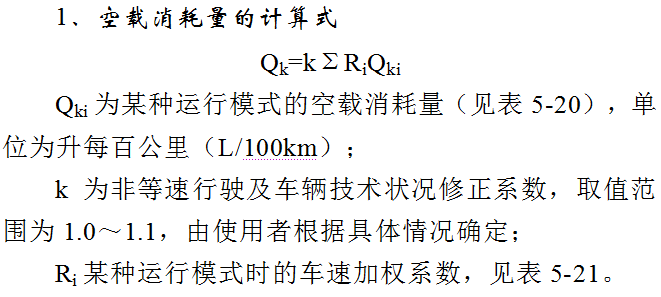 1、空载消耗量的计算式
Qk=kΣRiQki
Qki 为某种运行模式的空载消耗量（见表 5-20），单
位为升每百公里（L/100km）；
k 为非等速行驶及车辆技术状况修正系数，取值范
围为 1.0～1.1，由使用者根据具体情况确定；
Ri 某种运行模式时的车速加权系数，见表 5-21。